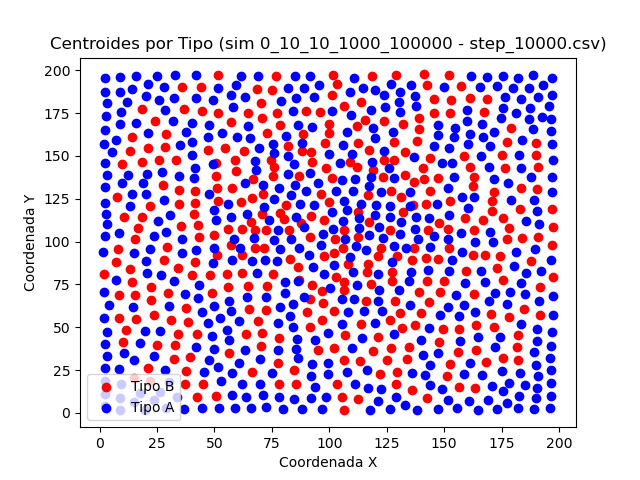 Centroides por Tipo (sim 0_10_10_1000_100000 - step_10000.csv)
200
175
150
125
100
75
50
25
0
Coordenada Y
Tipo B
Tipo A
0 25 50 75 100 125 150 175 200
Coordenada X